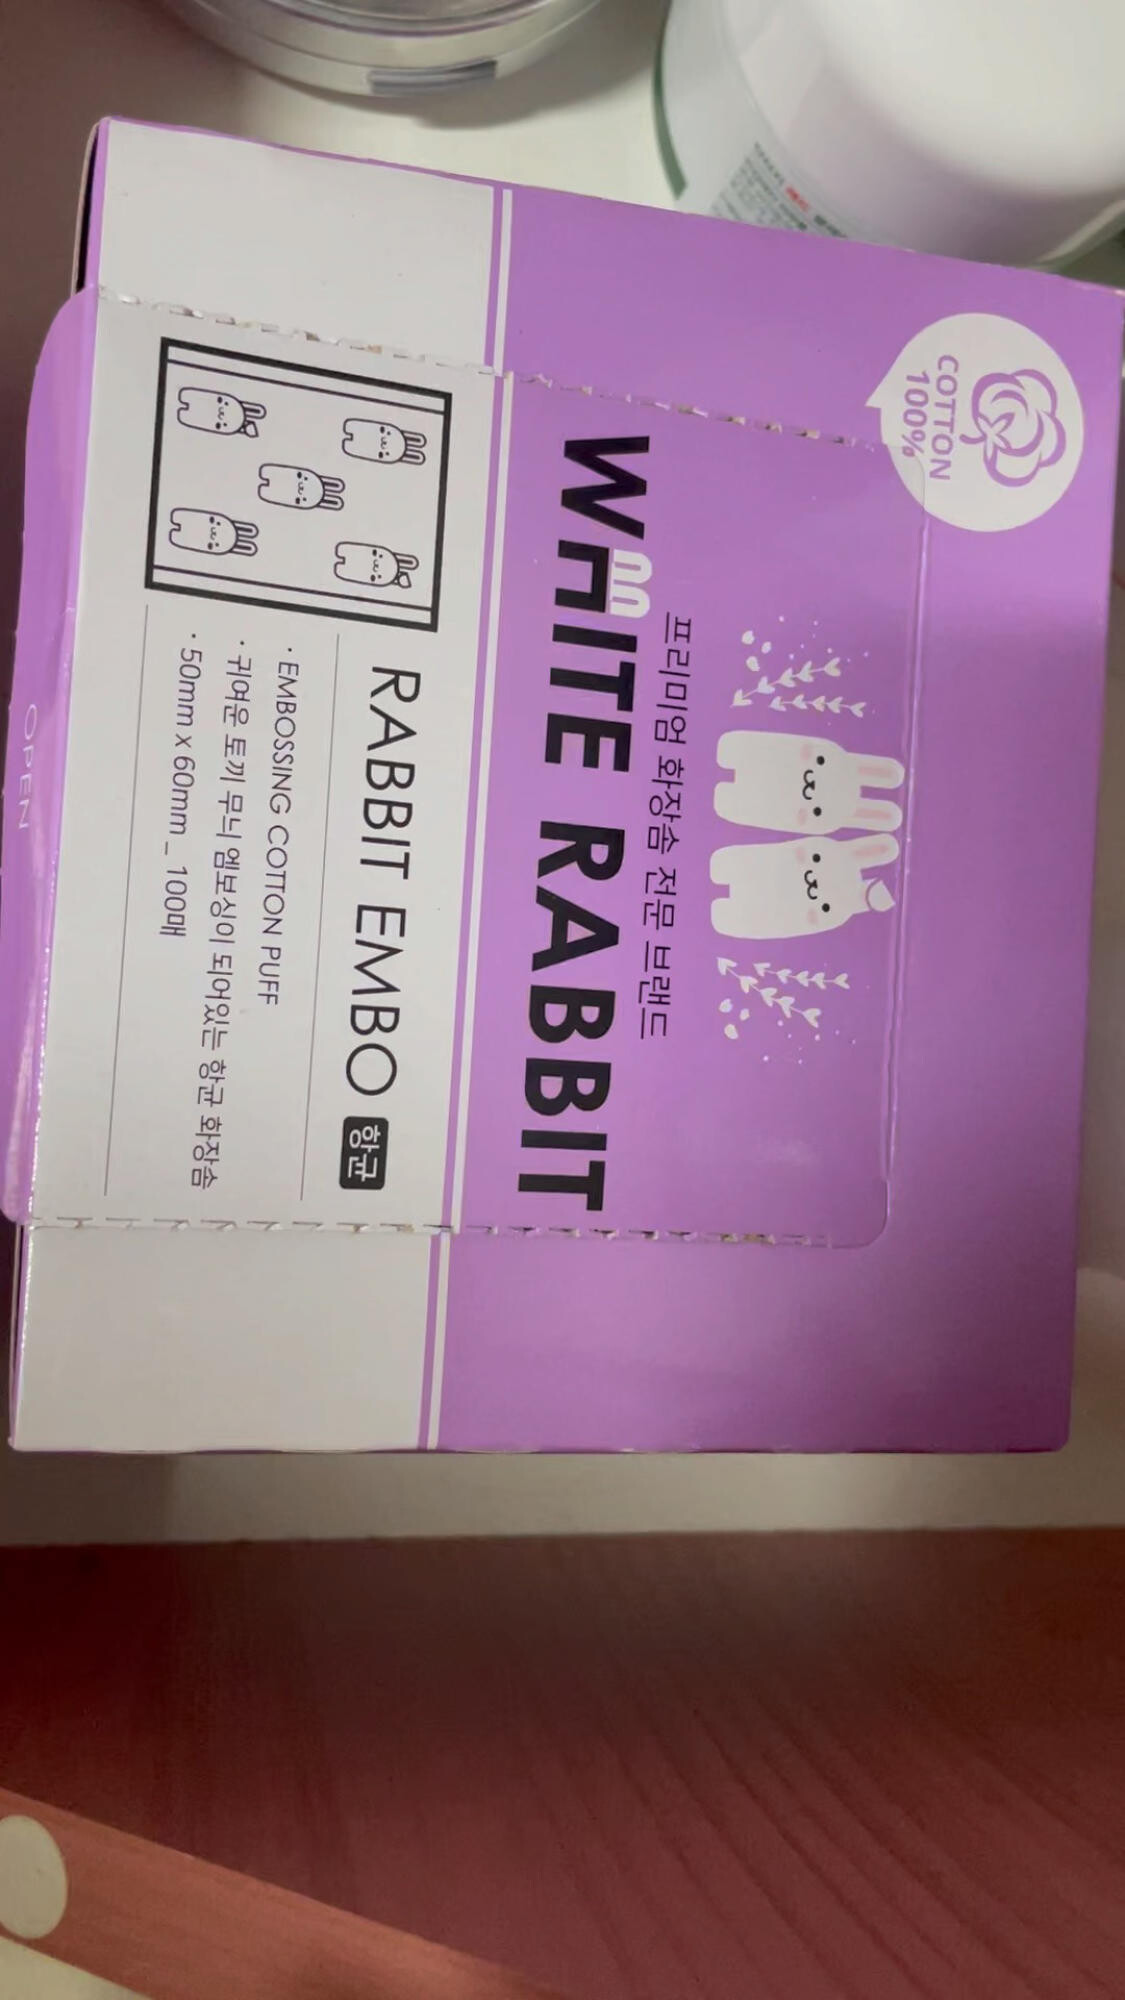 COTTON
100%
프리미엄 화장솜 전문 브랜드
WHITE RABBIT
RABBIT EMBO 항균
· EMBOSSING COTTON PUFF
· 귀여운 토끼 무늬 엠보싱이 되어있는 항균 화장솜
· 50mm x 60mm _ 100매
OPEN